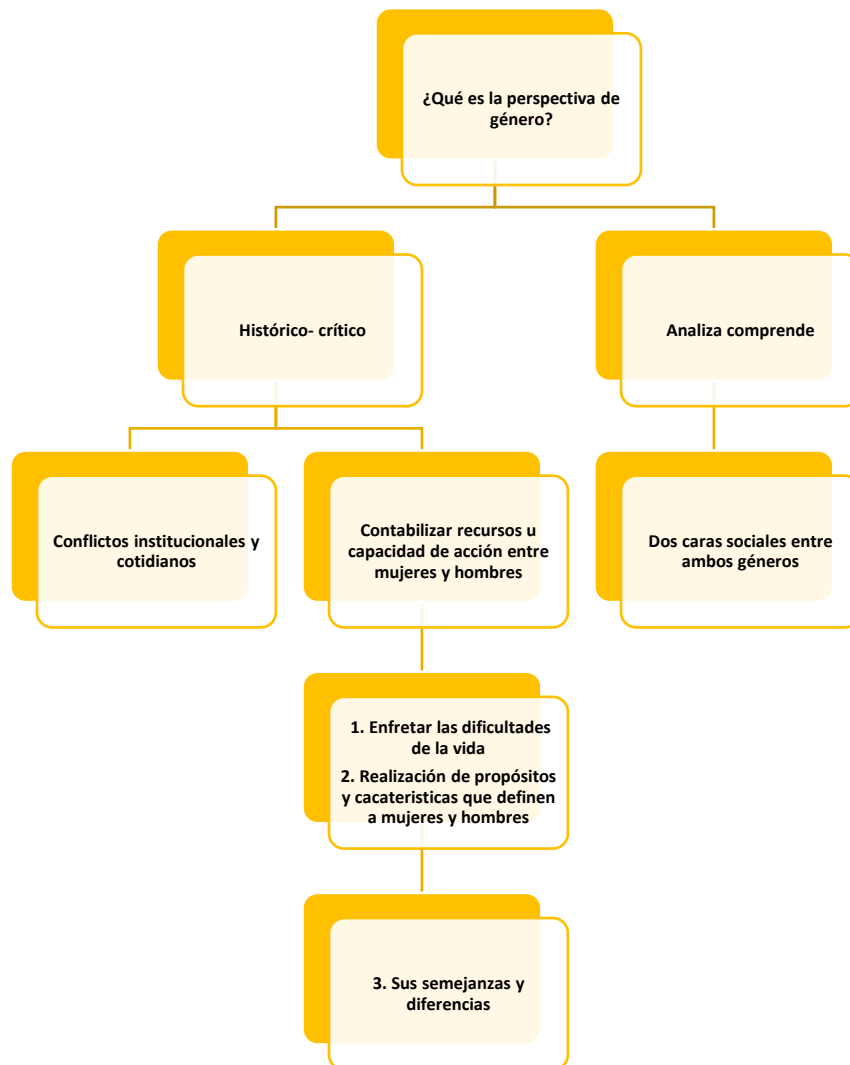 ¿Qué es la perspectiva de
género?
Histórico- crítico
Analiza comprende
Conflictos institucionales y
cotidianos
Contabilizar recursos u
capacidad de acción entre
mujeres y hombres
Dos caras sociales entre
ambos géneros
1. Enfretar las dificultades
de la vida
2. Realización de propósitos
y cacateristicas que definen
a mujeres y hombres
3. Sus semejanzas y
diferencias